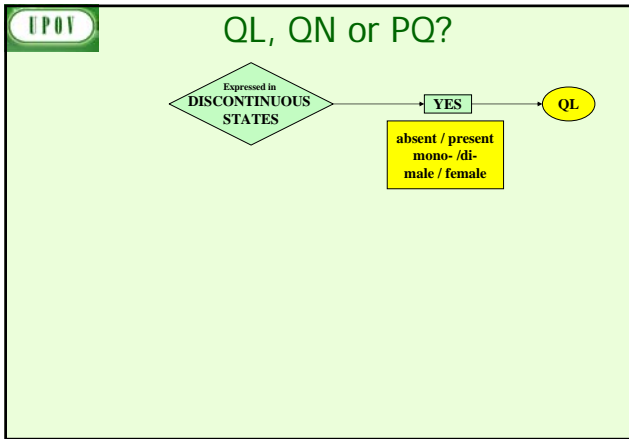 UPOV
QL, QN or PQ?
Expressed in
DISCONTINUOUS
STATES
YES
QL
absent / present
mono- /di-
male / female